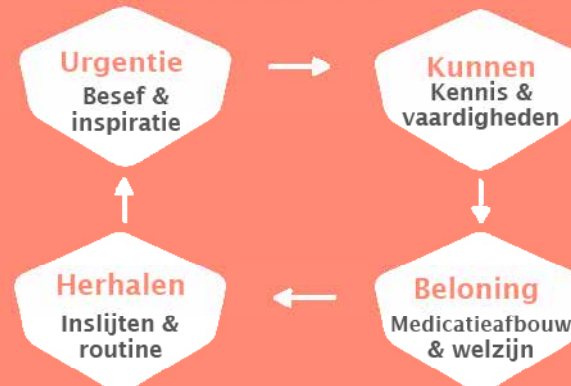 Urgentie
Besef &
inspiratie
Kunnen
Kennis &
vaardigheden
Beloning
Medicatieafbouw
& welzijn
Herhalen
Inslijten &
routine